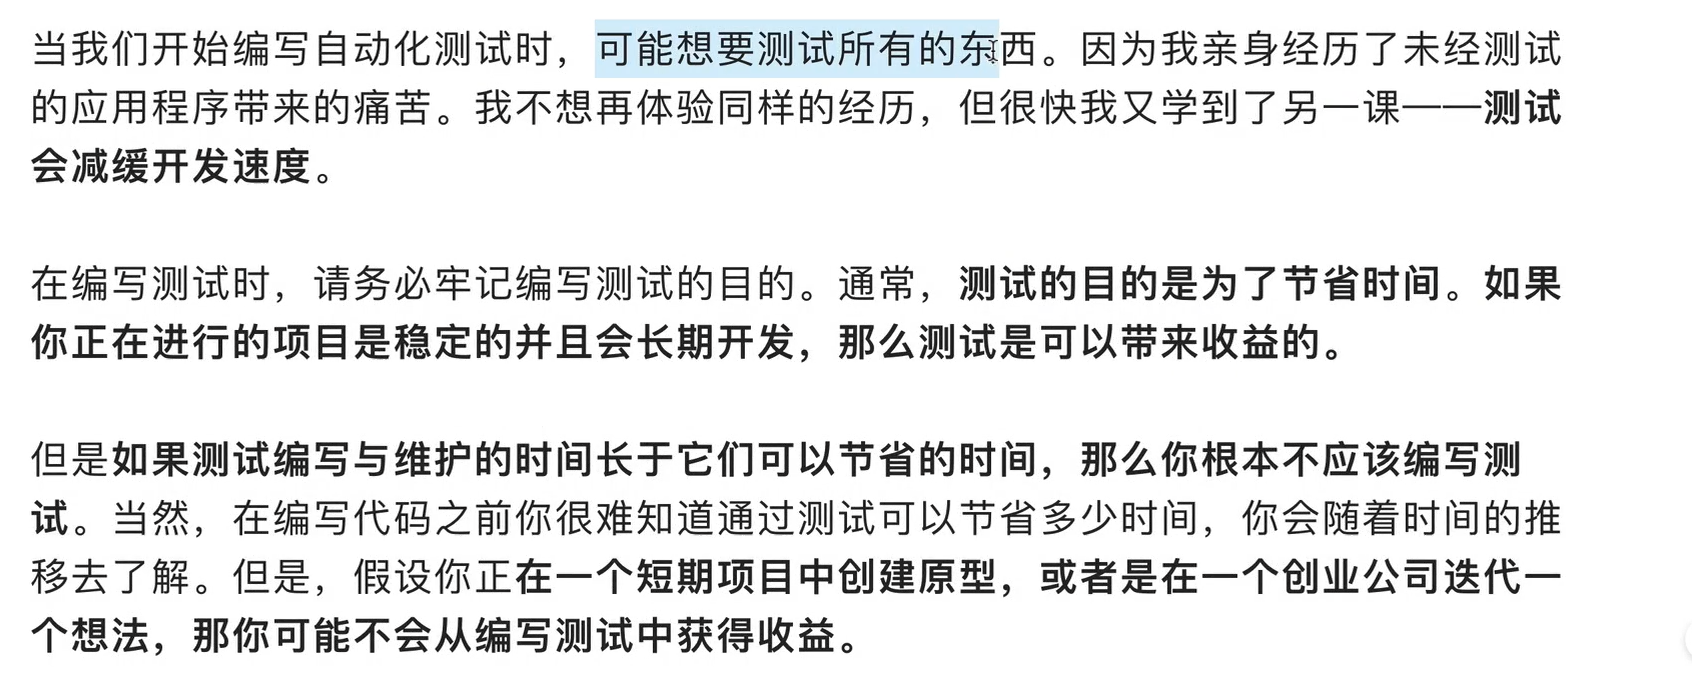 当我们开始编写自动化测试时，可能想要测试所有的东西。因为我亲身经历了未经测试
的应用程序带来的痛苦。我不想再体验同样的经历，但很快我又学到了另一课——测试
会减缓开发速度。
在编写测试时，请务必牢记编写测试的目的。通常，测试的目的是为了节省时间。如果
你正在进行的项目是稳定的并且会长期开发，那么测试是可以带来收益的。
但是如果测试编写与维护的时间长于它们可以节省的时间，那么你根本不应该编写测
试。当然，在编写代码之前你很难知道通过测试可以节省多少时间，你会随着时间的推
移去了解。但是，假设你正在一个短期项目中创建原型，或者是在一个创业公司迭代一
个想法，那你可能不会从编写测试中获得收益。